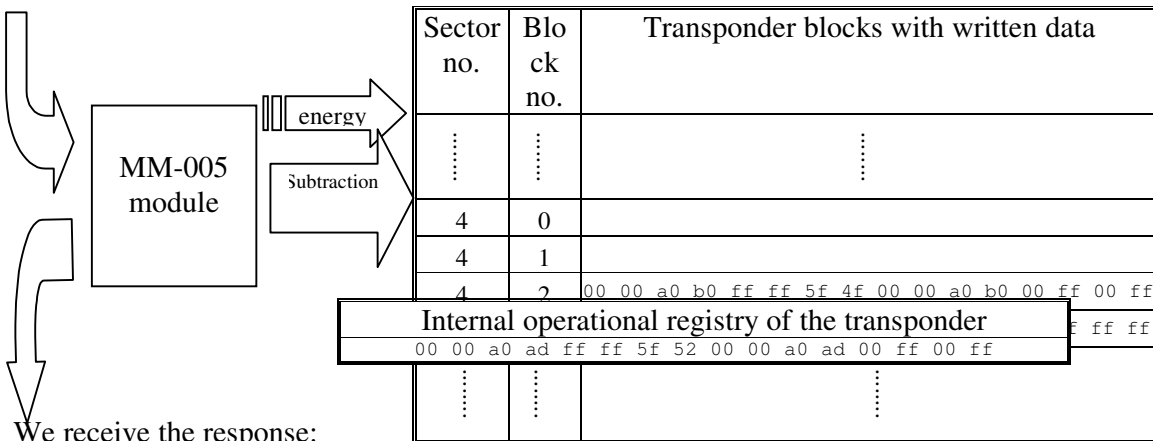 Sector no. Blo ck no. Transponder blocks with written data
energy
MM-005 module
Subtraction
4 0
4 1
4 2 00 00 a0 b0 ff ff 5f 4f 00 00 a0 b0 00 ff 00 ff
Internal operational registry of the transponder
f ff ff
00 00 a0 ad ff ff 5f 52 00 00 a0 ad 00 ff 00 ff
We receive the response: